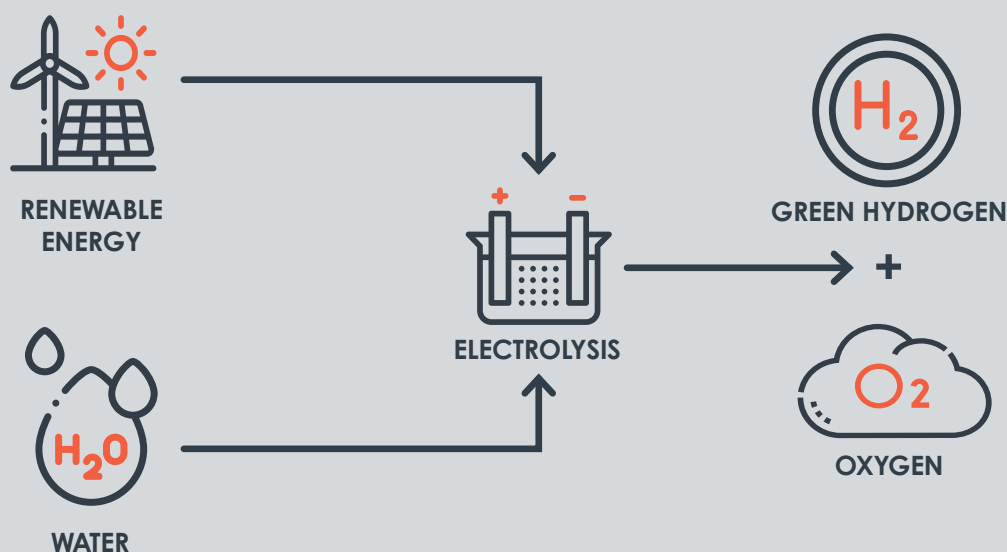 RENEWABLE
ENERGY
+ −
ELECTROLYSIS
H2
GREEN HYDROGEN
+
O2
OXYGEN
H2O
WATER